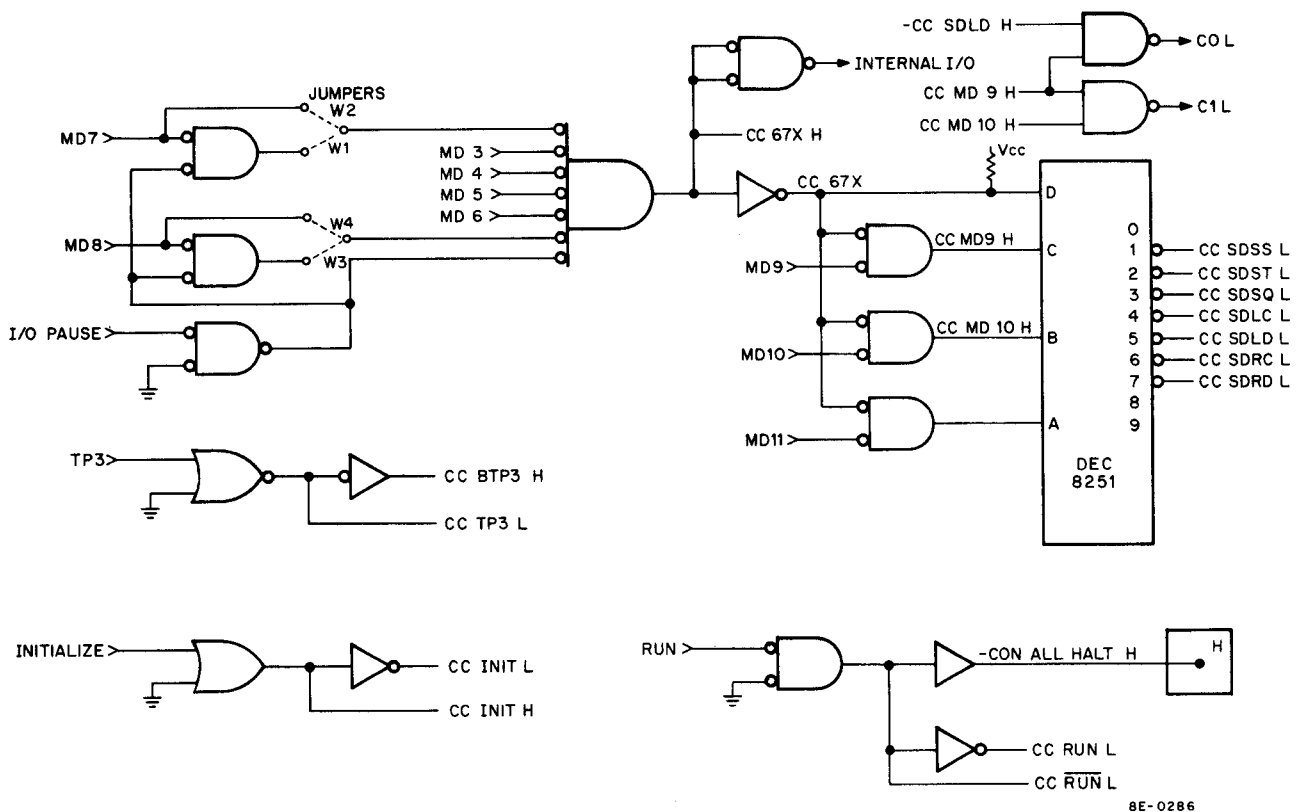 -CC SDLD H
C0 L
INTERNAL I/O
CC MD 9 H
CC MD 10 H
C1L
JUMPERS
W2
W1
MD7
MD 3
MD 4
MD 5
MD 6
CC 67X H
CC 67X
Vcc
W4
W3
MD8
I/O PAUSE
MD9
CC MD9 H
MD10
CC MD 10 H
MD11
D
C
B
A
0
1
2
3
4
5
6
7
8
9
DEC
8251
CC SDSS L
CC SDST L
CC SDSQ L
CC SDLC L
CC SDLD L
CC SDRC L
CC SDRD L
TP3
CC BTP3 H
CC TP3 L
INITIALIZE
CC INIT L
CC INIT H
RUN
-CON ALL HALT H
H
CC RUN L
CC R̅U̅N̅ L
8E-0286